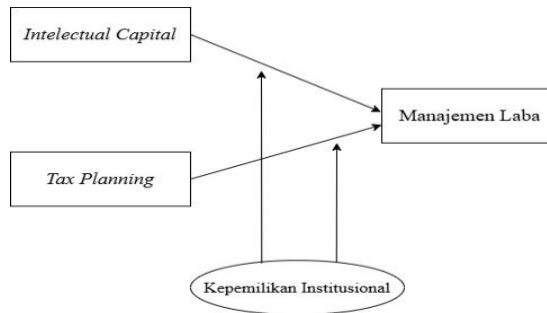 Intelectual Capital
Manajemen Laba
Tax Planning
Kepemilikan Institusional